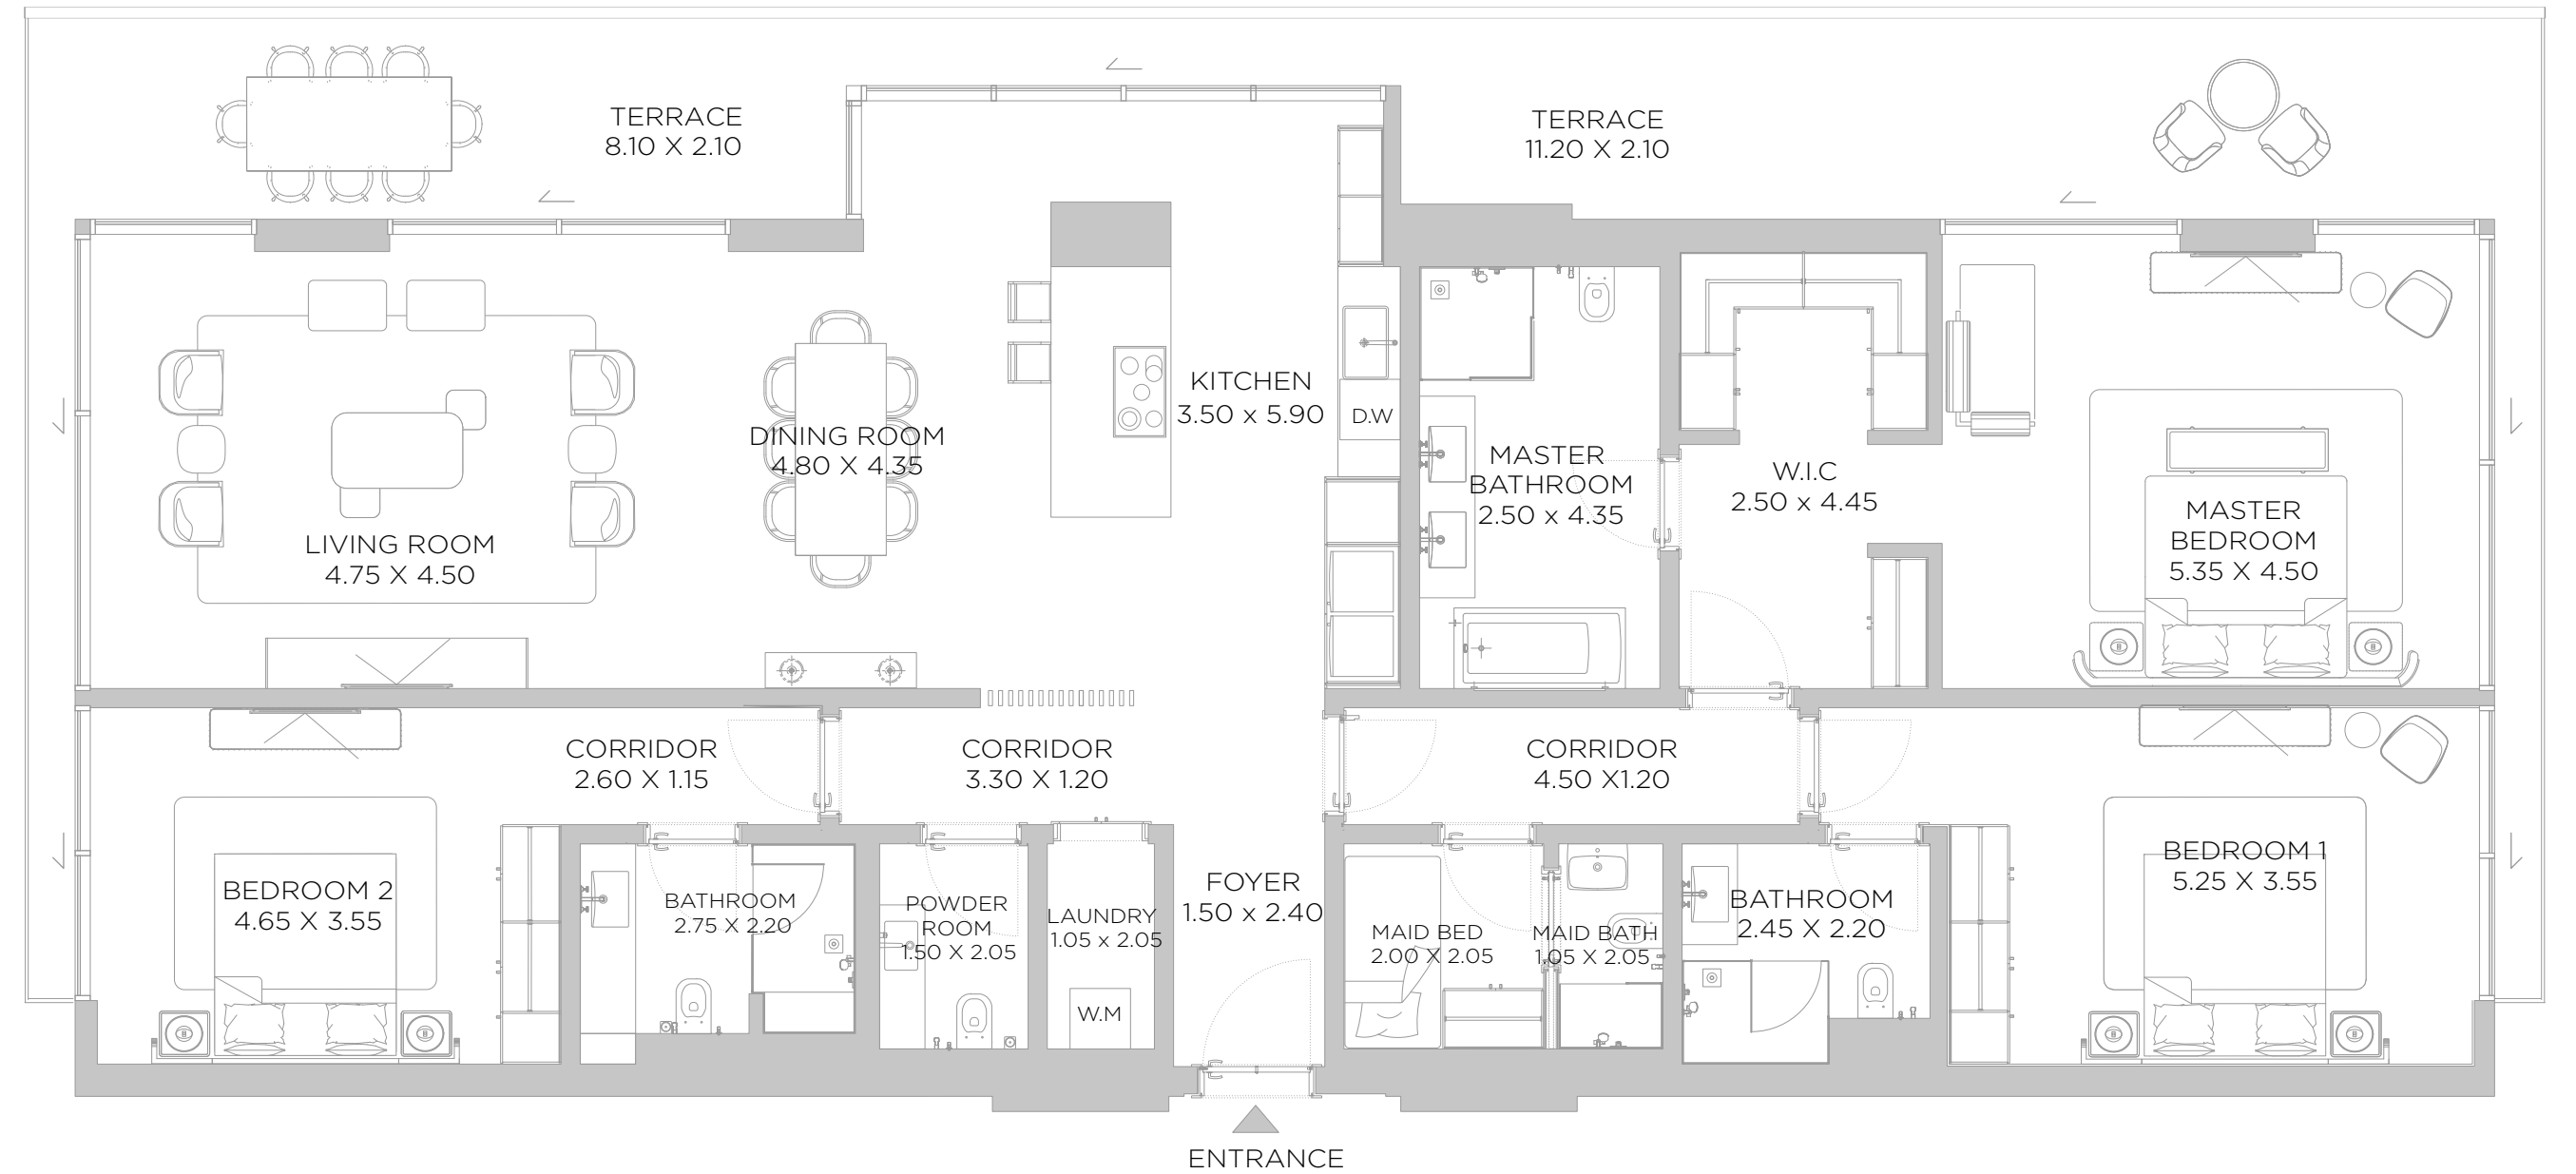 TERRACE
8.10 X 2.10
TERRACE
11.20 X 2.10
KITCHEN
3.50 x 5.90
D.W
DINING ROOM
4.80 X 4.35
MASTER
BATHROOM
2.50 x 4.35
W.I.C
2.50 x 4.45
MASTER
BEDROOM
5.35 X 4.50
LIVING ROOM
4.75 X 4.50
CORRIDOR
2.60 X 1.15
CORRIDOR
3.30 X 1.20
CORRIDOR
4.50 X1.20
BEDROOM 2
4.65 X 3.55
BATHROOM
2.75 X 2.20
POWDER
ROOM
1.50 X 2.05
LAUNDRY
1.05 x 2.05
W.M
FOYER
1.50 x 2.40
MAID BED
2.00 X 2.05
MAID BATH
1.05 X 2.05
BATHROOM
2.45 X 2.20
BEDROOM 1
5.25 X 3.55
ENTRANCE